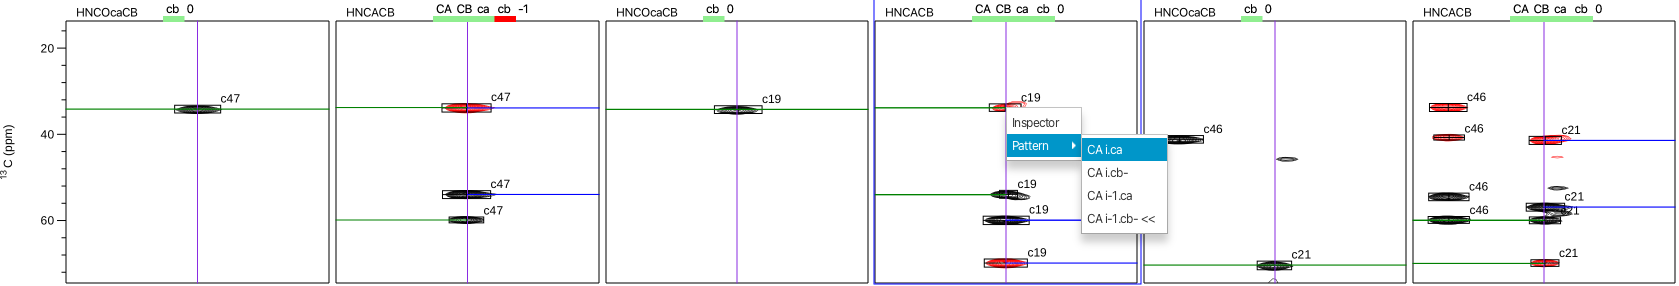 HNCOcaCB cb 0
HNCACB CA CB ca cb -1
HNCOcaCB cb 0
HNCACB CA CB ca cb 0
HNCOcaCB cb 0
HNCACB CA CB ca cb 0
20
40
60
13 C (ppm)
c47
c47
c47
c47
c19
c19
c19
c19
c19
Inspector
Pattern
CA i.ca
CA i.cb-
CA i-1.ca
CA i-1.cb- <<
c46
c21
c46
c46
c46
c46
c21
c21
c21
c21